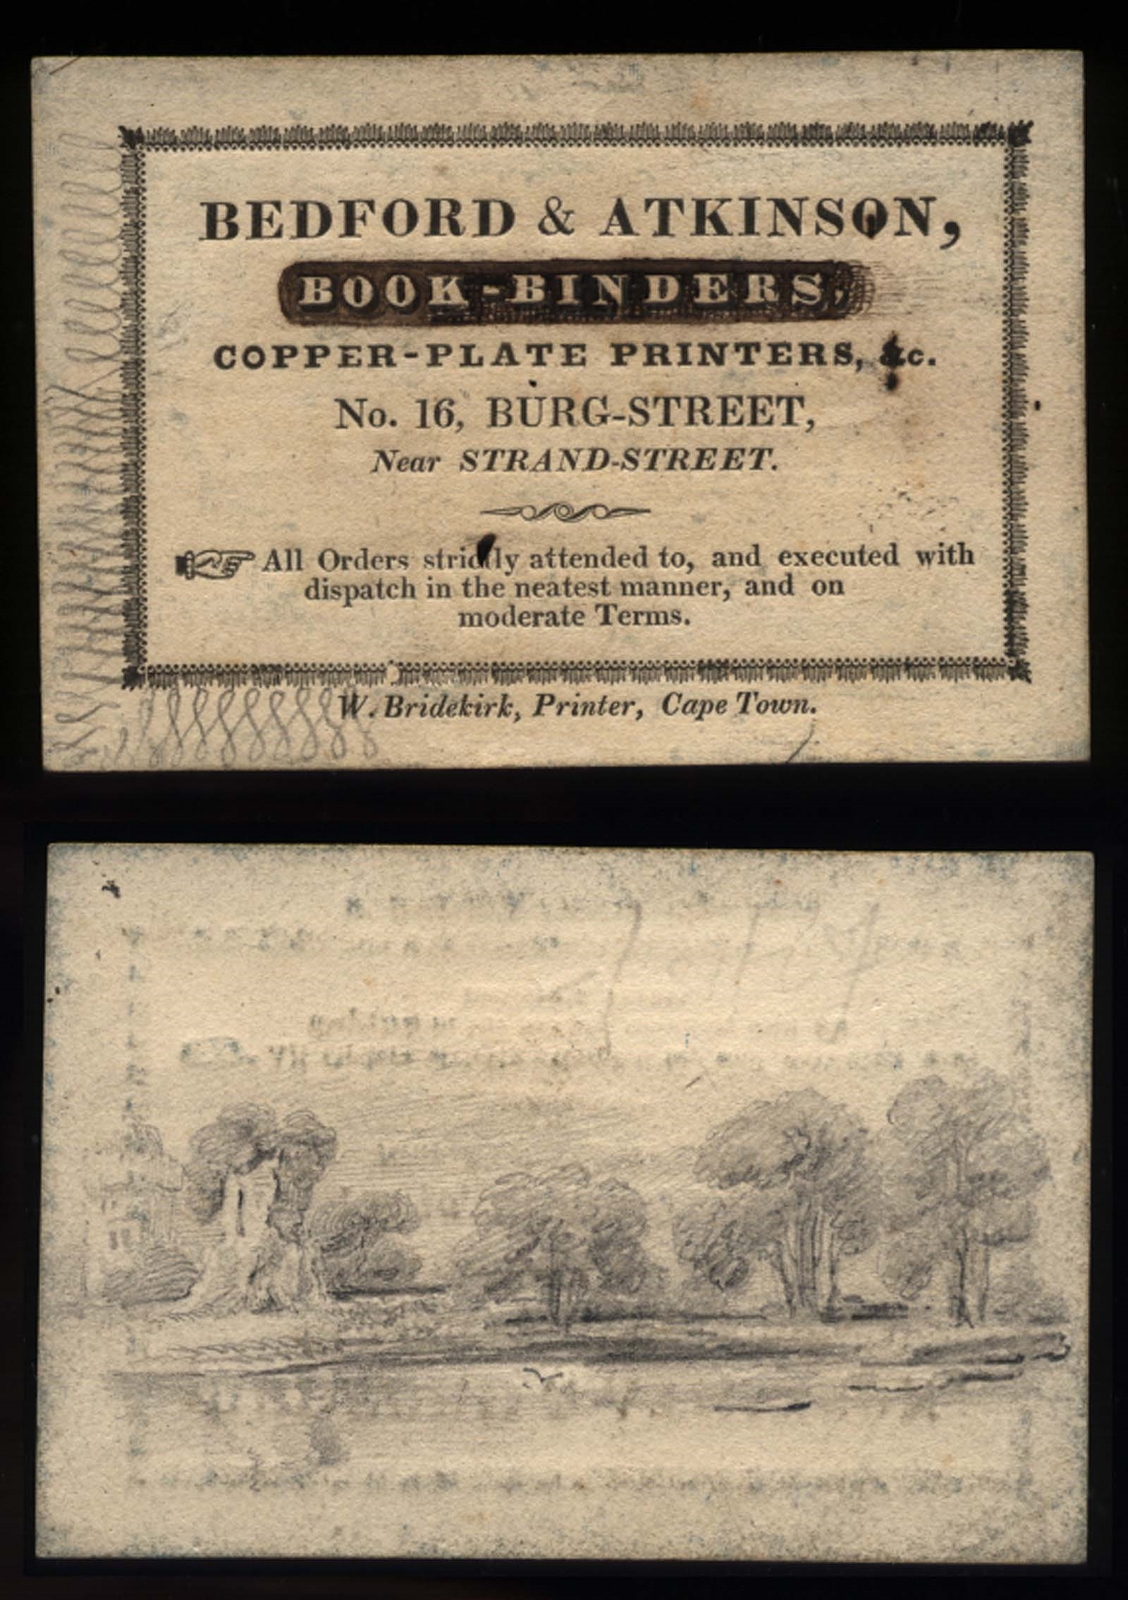 BEDFORD & ATKINSON,
BOOK-BINDERS,
COPPER-PLATE PRINTERS, &c.
No. 16, BURG-STREET,
Near STRAND-STREET.
All Orders strictly attended to, and executed with
dispatch in the neatest manner, and on
moderate Terms.
W. Bridekirk, Printer, Cape Town.